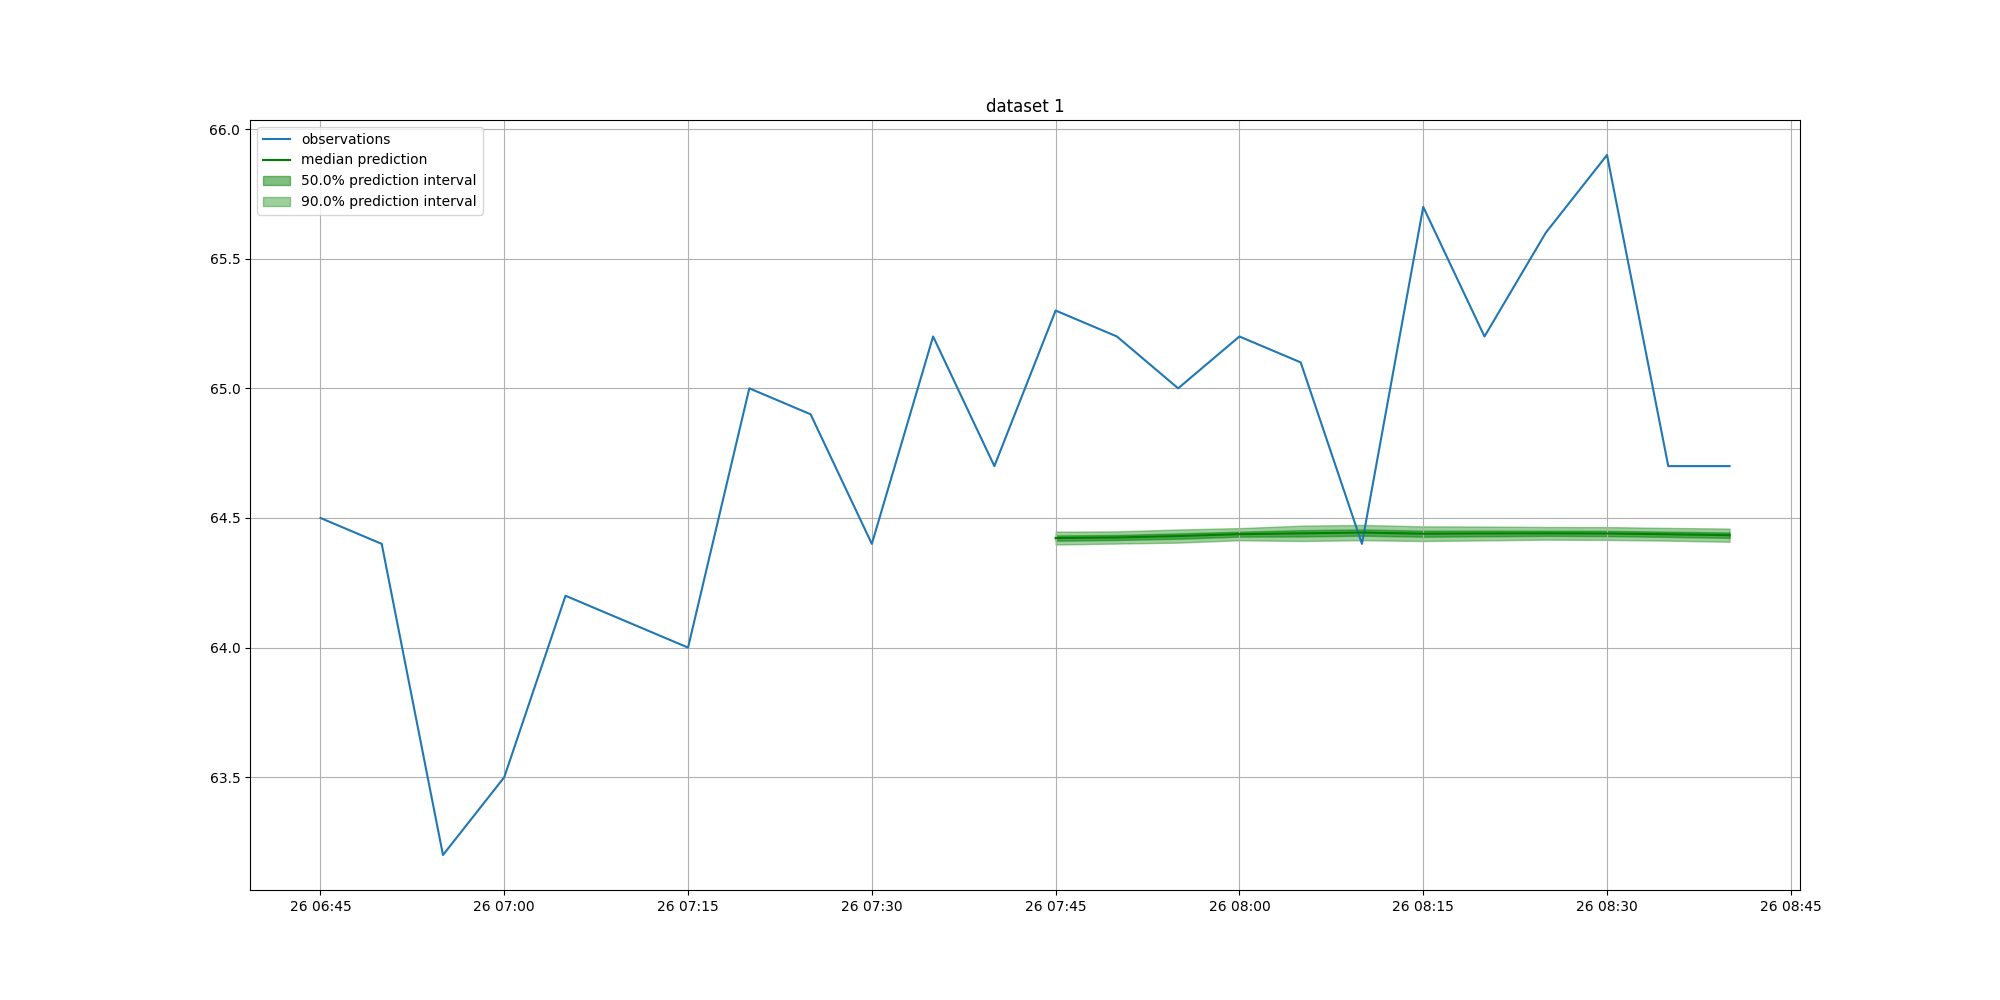 dataset 1
observations
median prediction
50.0% prediction interval
90.0% prediction interval
66.0
65.5
65.0
64.5
64.0
63.5
26 06:45 26 07:00 26 07:15 26 07:30 26 07:45 26 08:00 26 08:15 26 08:30 26 08:45